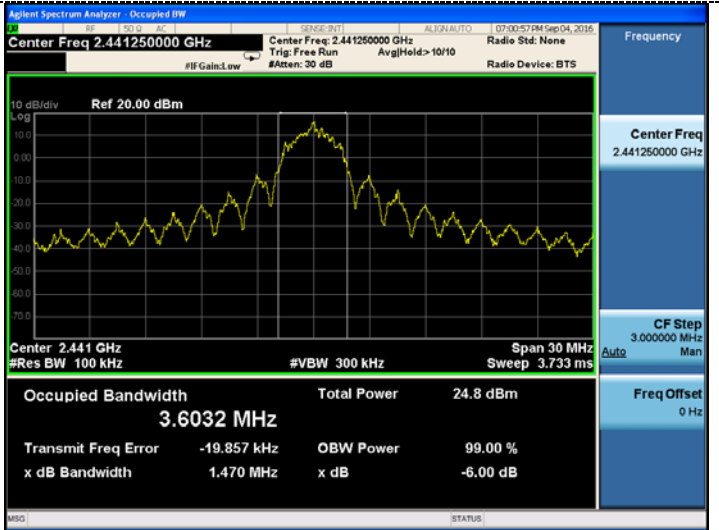 Agilent Spectrum Analyzer - Occupied BW
RF 50 Ω AC SENSE:INT ALIGN AUTO 07:00:57 PM Sep 04, 2016
Center Freq 2.441250000 GHz Center Freq: 2.441250000 GHz Radio Std: None
Trig: Free Run Avg|Hold:>10/10
#IFGain:Low #Atten: 30 dB Radio Device: BTS
10 dB/div Ref 20.00 dBm
Log
10.0
0.00
-10.0
-20.0
-30.0
-40.0
-50.0
-60.0
-70.0
Center 2.441 GHz Span 30 MHz
#Res BW 100 kHz #VBW 300 kHz Sweep 3.733 ms
Occupied Bandwidth Total Power 24.8 dBm
3.6032 MHz
Transmit Freq Error -19.857 kHz OBW Power 99.00 %
x dB Bandwidth 1.470 MHz x dB -6.00 dB
MSG STATUS
Frequency
Center Freq
2.441250000 GHz
CF Step
3.000000 MHz
Auto Man
Freq Offset
0 Hz